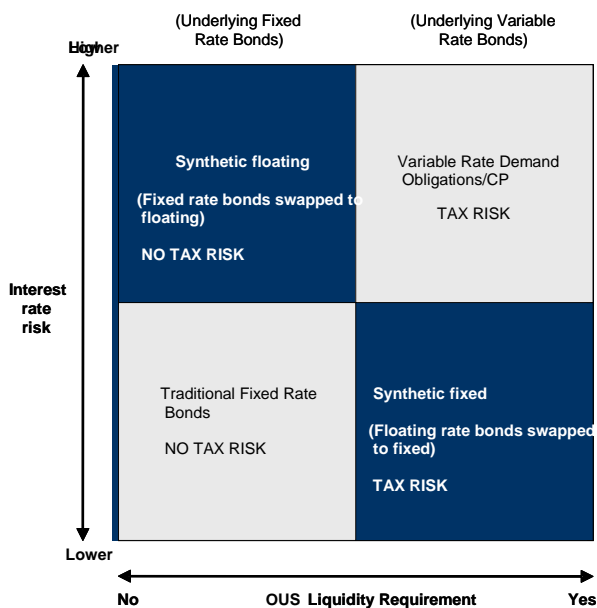 (Underlying Fixed
Rate Bonds)
(Underlying Variable
Rate Bonds)
Higher
Synthetic floating
(Fixed rate bonds swapped to
floating)
NO TAX RISK
Variable Rate Demand
Obligations/CP
TAX RISK
Interest
rate
risk
Traditional Fixed Rate
Bonds
NO TAX RISK
Synthetic fixed
(Floating rate bonds swapped
to fixed)
TAX RISK
Lower
No
OUS Liquidity Requirement
Yes